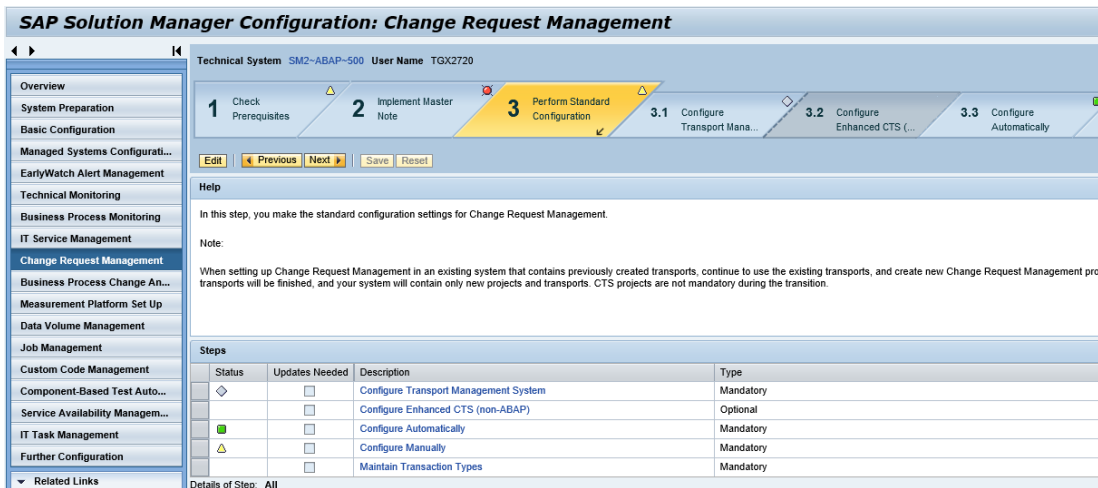 SAP Solution Manager Configuration: Change Request Management
Technical System SM2~ABAP~500 User Name TGX2720
Overview
System Preparation
Basic Configuration
Managed Systems Configurati...
EarlyWatch Alert Management
Technical Monitoring
Business Process Monitoring
IT Service Management
Change Request Management
Business Process Change An...
Measurement Platform Set Up
Data Volume Management
Job Management
Custom Code Management
Component-Based Test Auto...
Service Availability Managem...
IT Task Management
Further Configuration
Related Links
1 Check Prerequisites
2 Implement Master Note
3 Perform Standard Configuration
3.1 Configure Transport Mana...
3.2 Configure Enhanced CTS (...
3.3 Configure Automatically
Edit Previous Next Save Reset
Help
In this step, you make the standard configuration settings for Change Request Management.
Note:
When setting up Change Request Management in an existing system that contains previously created transports, continue to use the existing transports, and create new Change Request Management pro
transports will be finished, and your system will contain only new projects and transports. CTS projects are not mandatory during the transition.
Steps
Status Updates Needed Description Type
Configure Transport Management System Mandatory
Configure Enhanced CTS (non-ABAP) Optional
Configure Automatically Mandatory
Configure Manually Mandatory
Maintain Transaction Types Mandatory
Details of Step: All